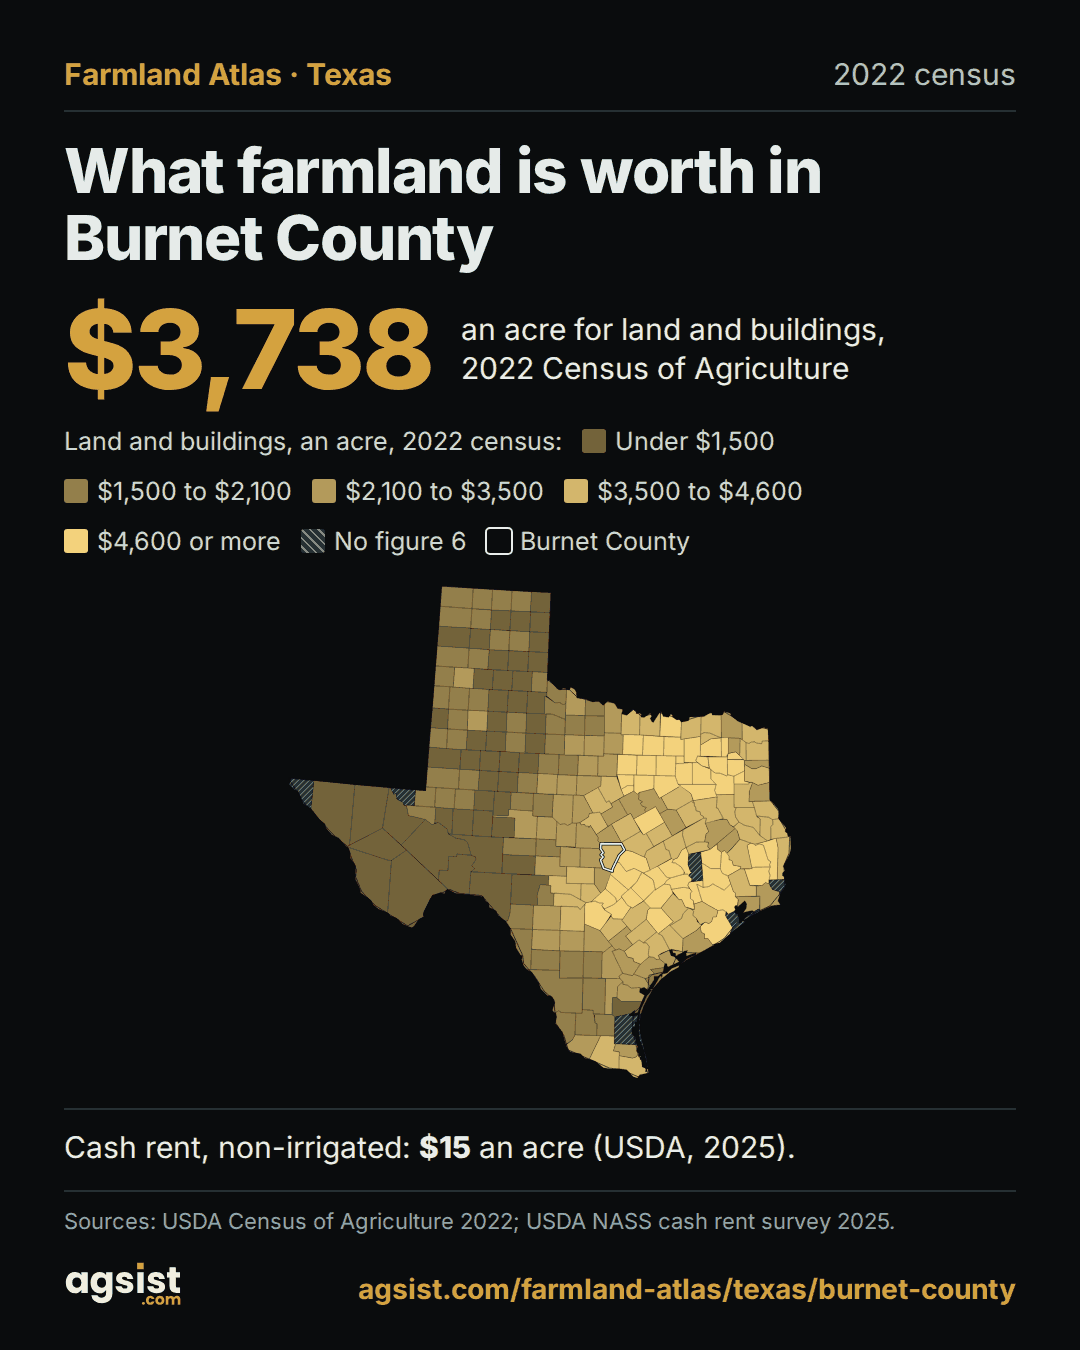 Farmland Atlas · Texas
2022 census
What farmland is worth in
Burnet County
$3,738
an acre for land and buildings,
2022 Census of Agriculture
Land and buildings, an acre, 2022 census: Under $1,500
$1,500 to $2,100 $2,100 to $3,500 $3,500 to $4,600
$4,600 or more No figure 6 Burnet County
Cash rent, non-irrigated: $15 an acre (USDA, 2025).
Sources: USDA Census of Agriculture 2022; USDA NASS cash rent survey 2025.
agsist
.com
agsist.com/farmland-atlas/texas/burnet-county